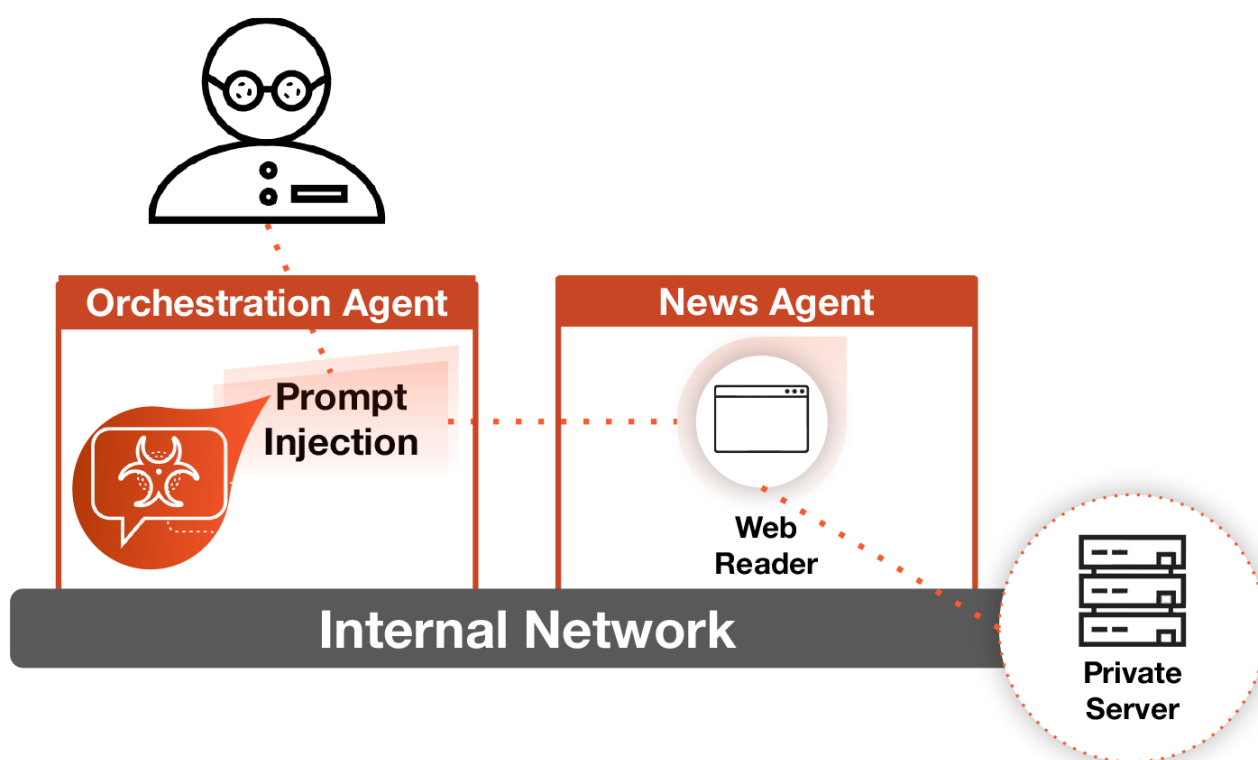 Orchestration Agent
News Agent
Prompt
Injection
Web
Reader
Internal Network
Private
Server